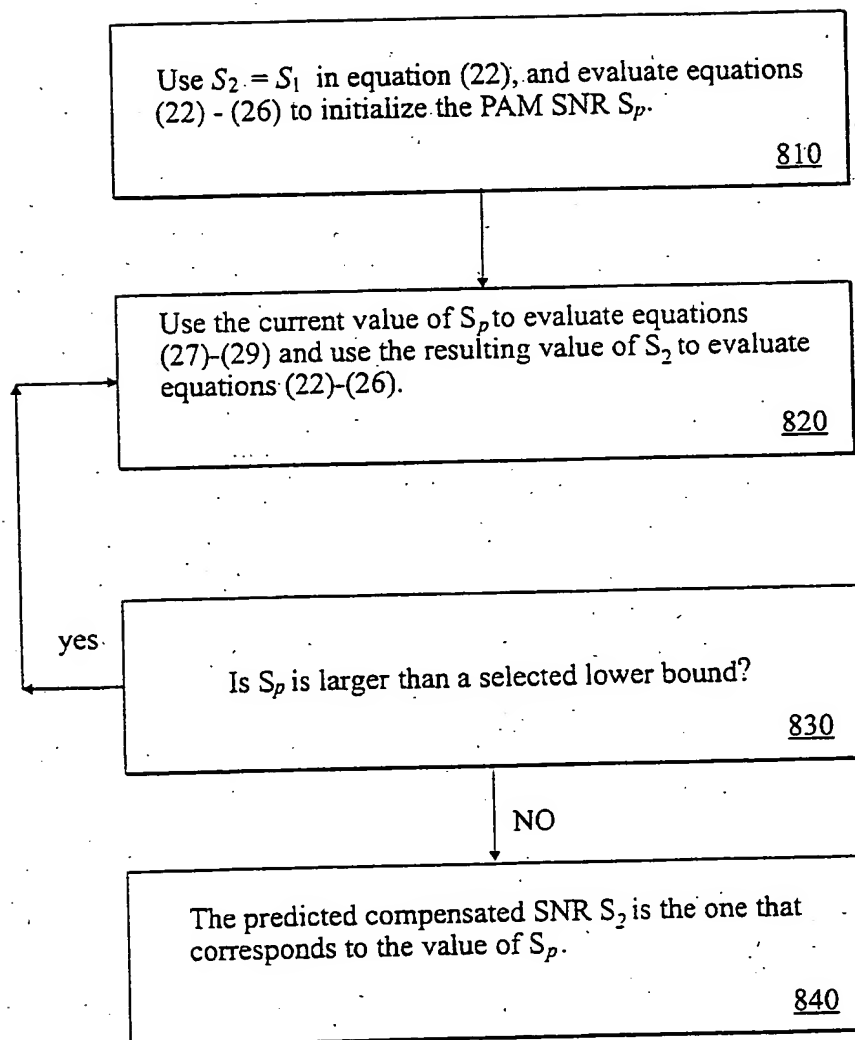 Use S₂ = S₁ in equation (22), and evaluate equations
(22) - (26) to initialize the PAM SNR Sₚ.
810
Use the current value of Sₚ to evaluate equations
(27)-(29) and use the resulting value of S₂ to evaluate
equations (22)-(26).
820
yes
Is Sₚ is larger than a selected lower bound?
830
NO
The predicted compensated SNR S₂ is the one that
corresponds to the value of Sₚ.
840